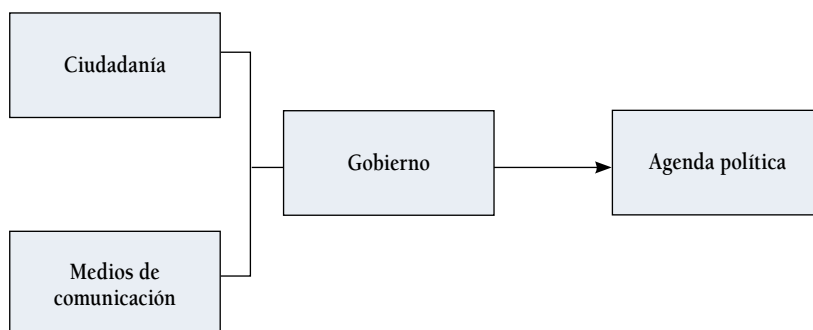 Ciudadanía
Gobierno
Agenda política
Medios de
comunicación